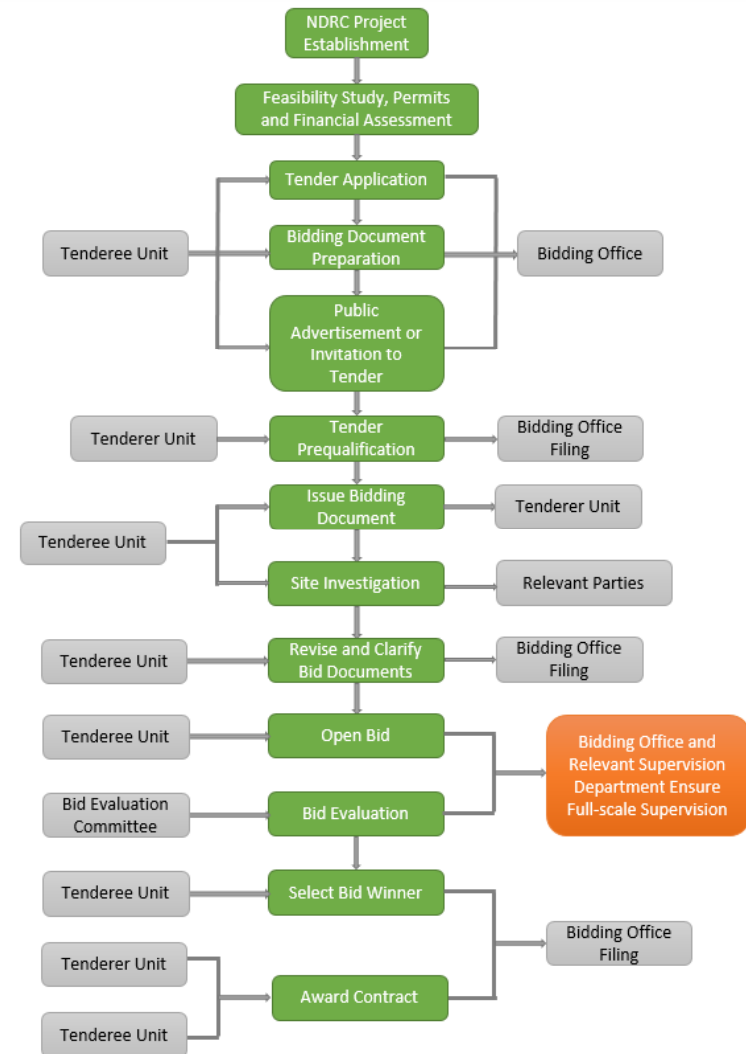 NDRC Project
Establishment
Feasibility Study, Permits
and Financial Assessment
Tender Application
Tenderee Unit
Bidding Document
Preparation
Bidding Office
Public
Advertisement or
Invitation to
Tender
Tenderer Unit
Tender
Prequalification
Bidding Office
Filing
Issue Bidding
Document
Tenderer Unit
Tenderee Unit
Site Investigation
Relevant Parties
Tenderee Unit
Revise and Clarify
Bid Documents
Bidding Office
Filing
Tenderee Unit
Open Bid
Bidding Office and
Relevant Supervision
Department Ensure
Full-scale Supervision
Bid Evaluation
Committee
Bid Evaluation
Tenderee Unit
Select Bid Winner
Bidding Office
Filing
Tenderer Unit
Award Contract
Tenderee Unit